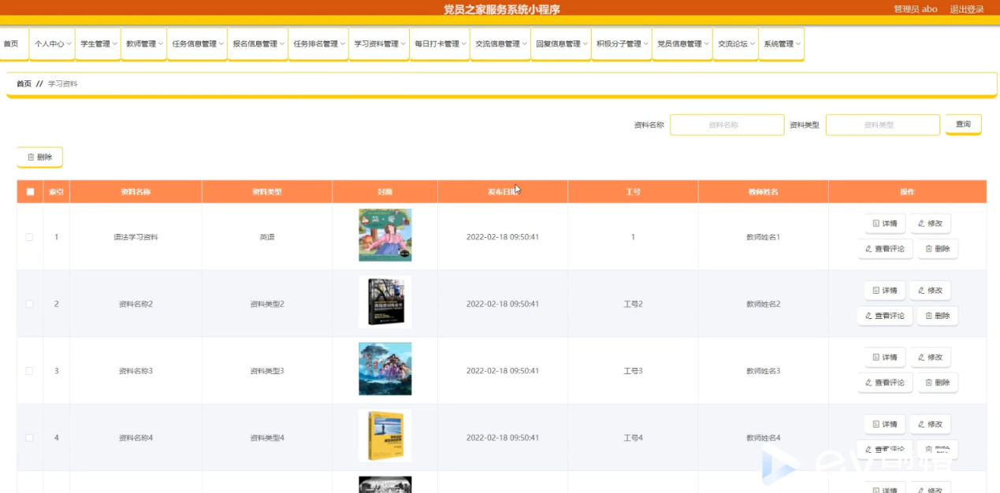 党员之家服务系统小程序
管理员 abo 退出登录
首页 个人中心 学生管理 教师管理 任务信息管理 报名信息管理 任务排名管理 学习资料管理 每日打卡管理 交流信息管理 回复信息管理 积极分子管理 党员信息管理 交流论坛 系统管理
首页 // 学习资料
资料名称 资料名称 资料类型 资料类型 查询
删除
索引 资料名称 资料类型 封面 发布日期 工号 教师姓名 操作
详情 修改
1 语法学习资料 英语 2022-02-18 09:50:41 1 教师姓名1
查看评论 删除
详情 修改
2 资料名称2 资料类型2 2022-02-18 09:50:41 工号2 教师姓名2
查看评论 删除
详情 修改
3 资料名称3 资料类型3 2022-02-18 09:50:41 工号3 教师姓名3
查看评论 删除
详情 修改
4 资料名称4 资料类型4 2022-02-18 09:50:41 工号4 教师姓名4
查看评论 删除
ev剪辑
详情 修改